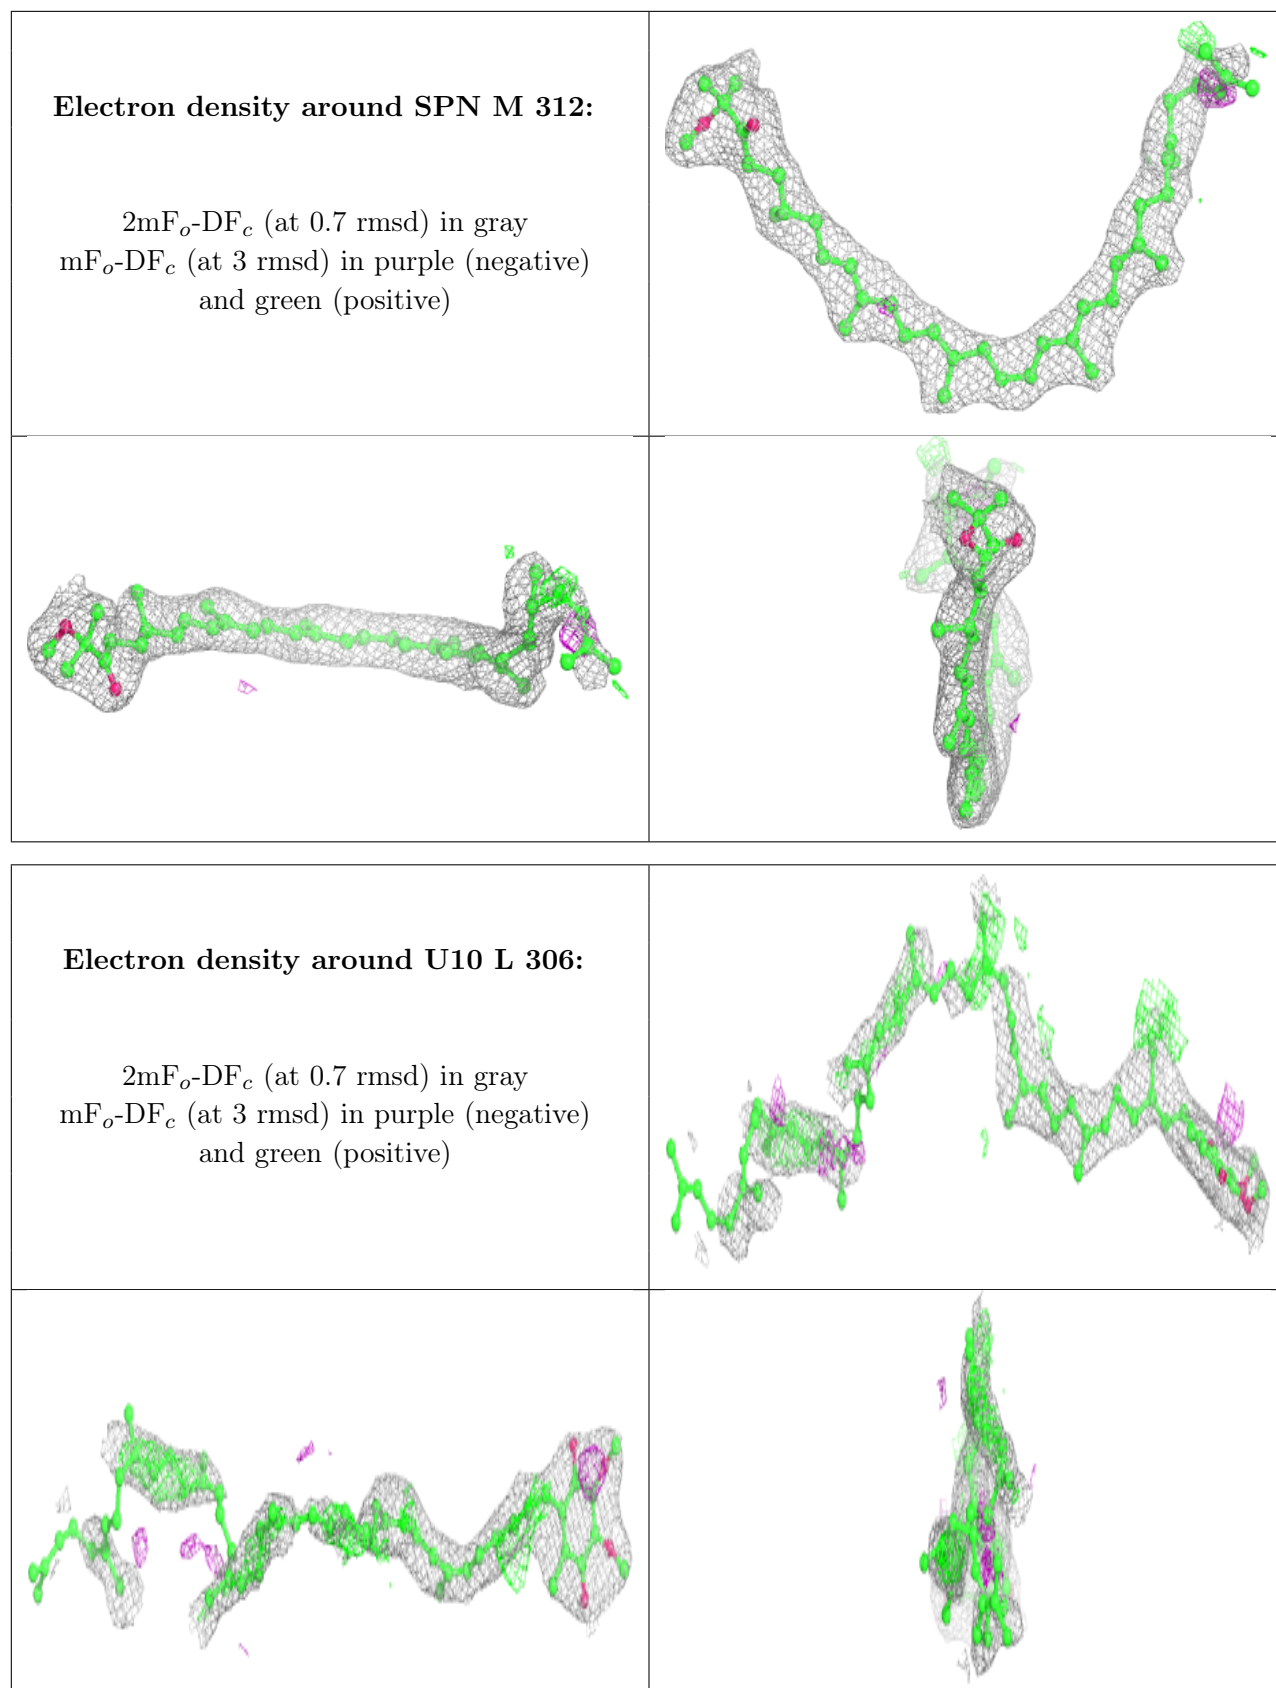 Electron density around SPN M 312:
2mFo-DFc (at 0.7 rmsd) in gray
mFo-DFc (at 3 rmsd) in purple (negative)
and green (positive)
Electron density around U10 L 306:
2mFo-DFc (at 0.7 rmsd) in gray
mFo-DFc (at 3 rmsd) in purple (negative)
and green (positive)